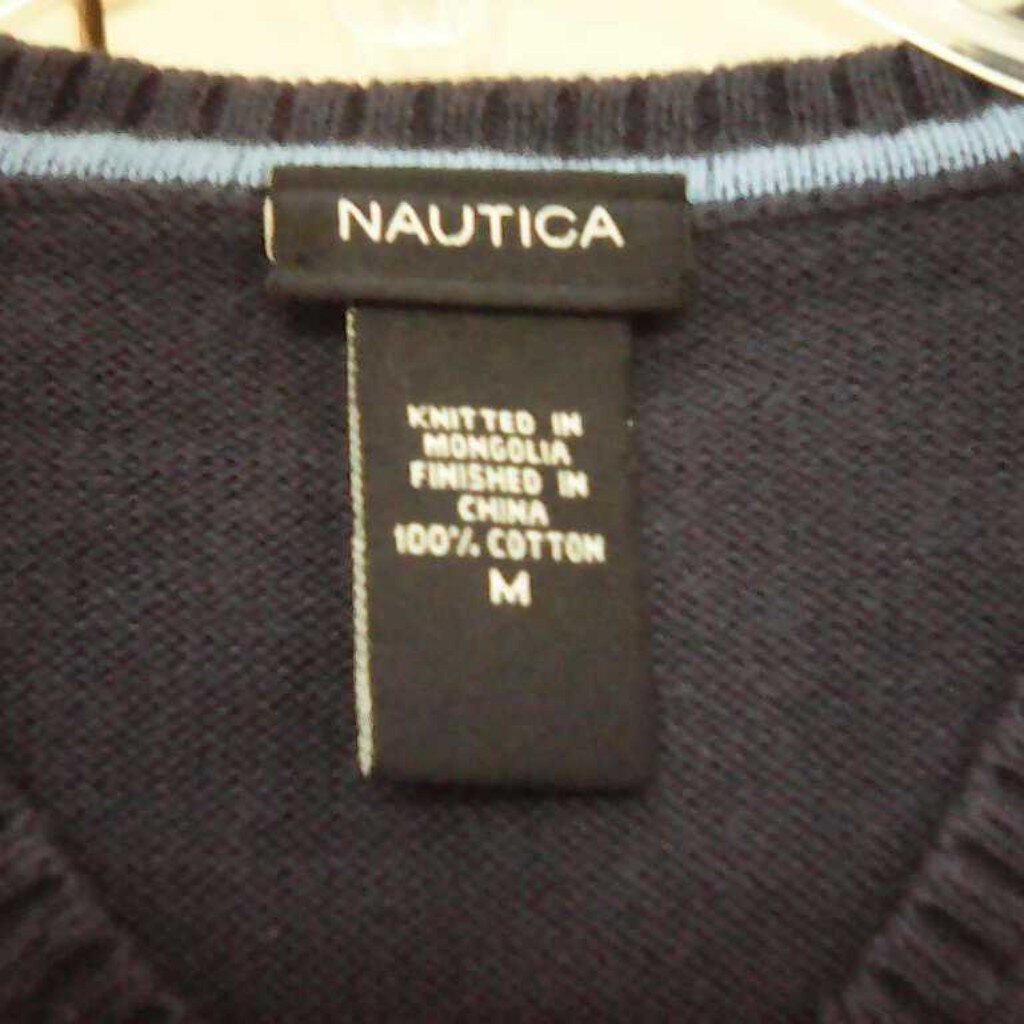 NAUTICA
KNITTED IN
MONGOLIA
FINISHED IN
CHINA
100% COTTON
M